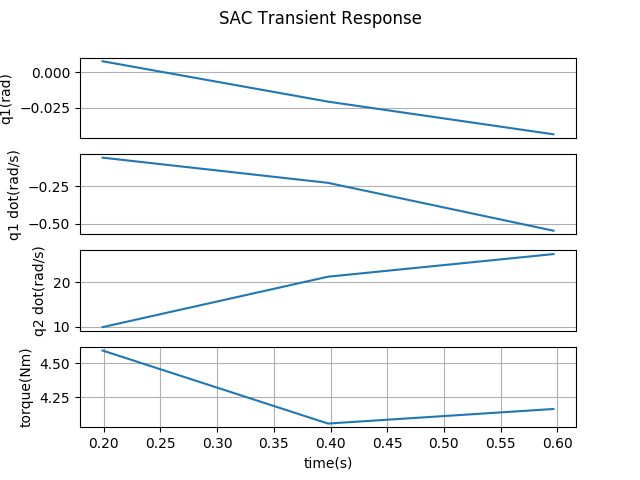 SAC Transient Response
0.000
−0.025
q1(rad)
−0.25
−0.50
q1 dot(rad/s)
20
10
q2 dot(rad/s)
4.50
4.25
torque(Nm)
0.20 0.25 0.30 0.35 0.40 0.45 0.50 0.55 0.60
time(s)